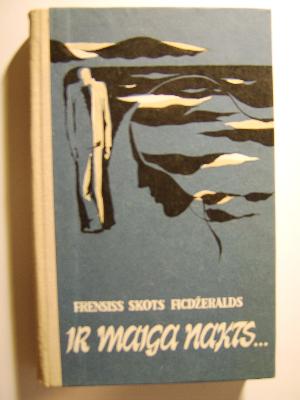 FRENSISS SKOTS FICDŽERALDS
IR MAIGA NAKTS...